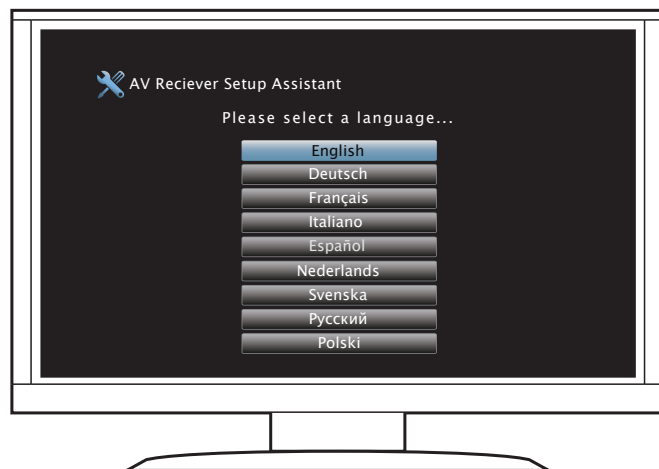 AV Reciever Setup Assistant
Please select a language...
English
Deutsch
Français
Italiano
Español
Nederlands
Svenska
Русский
Polski